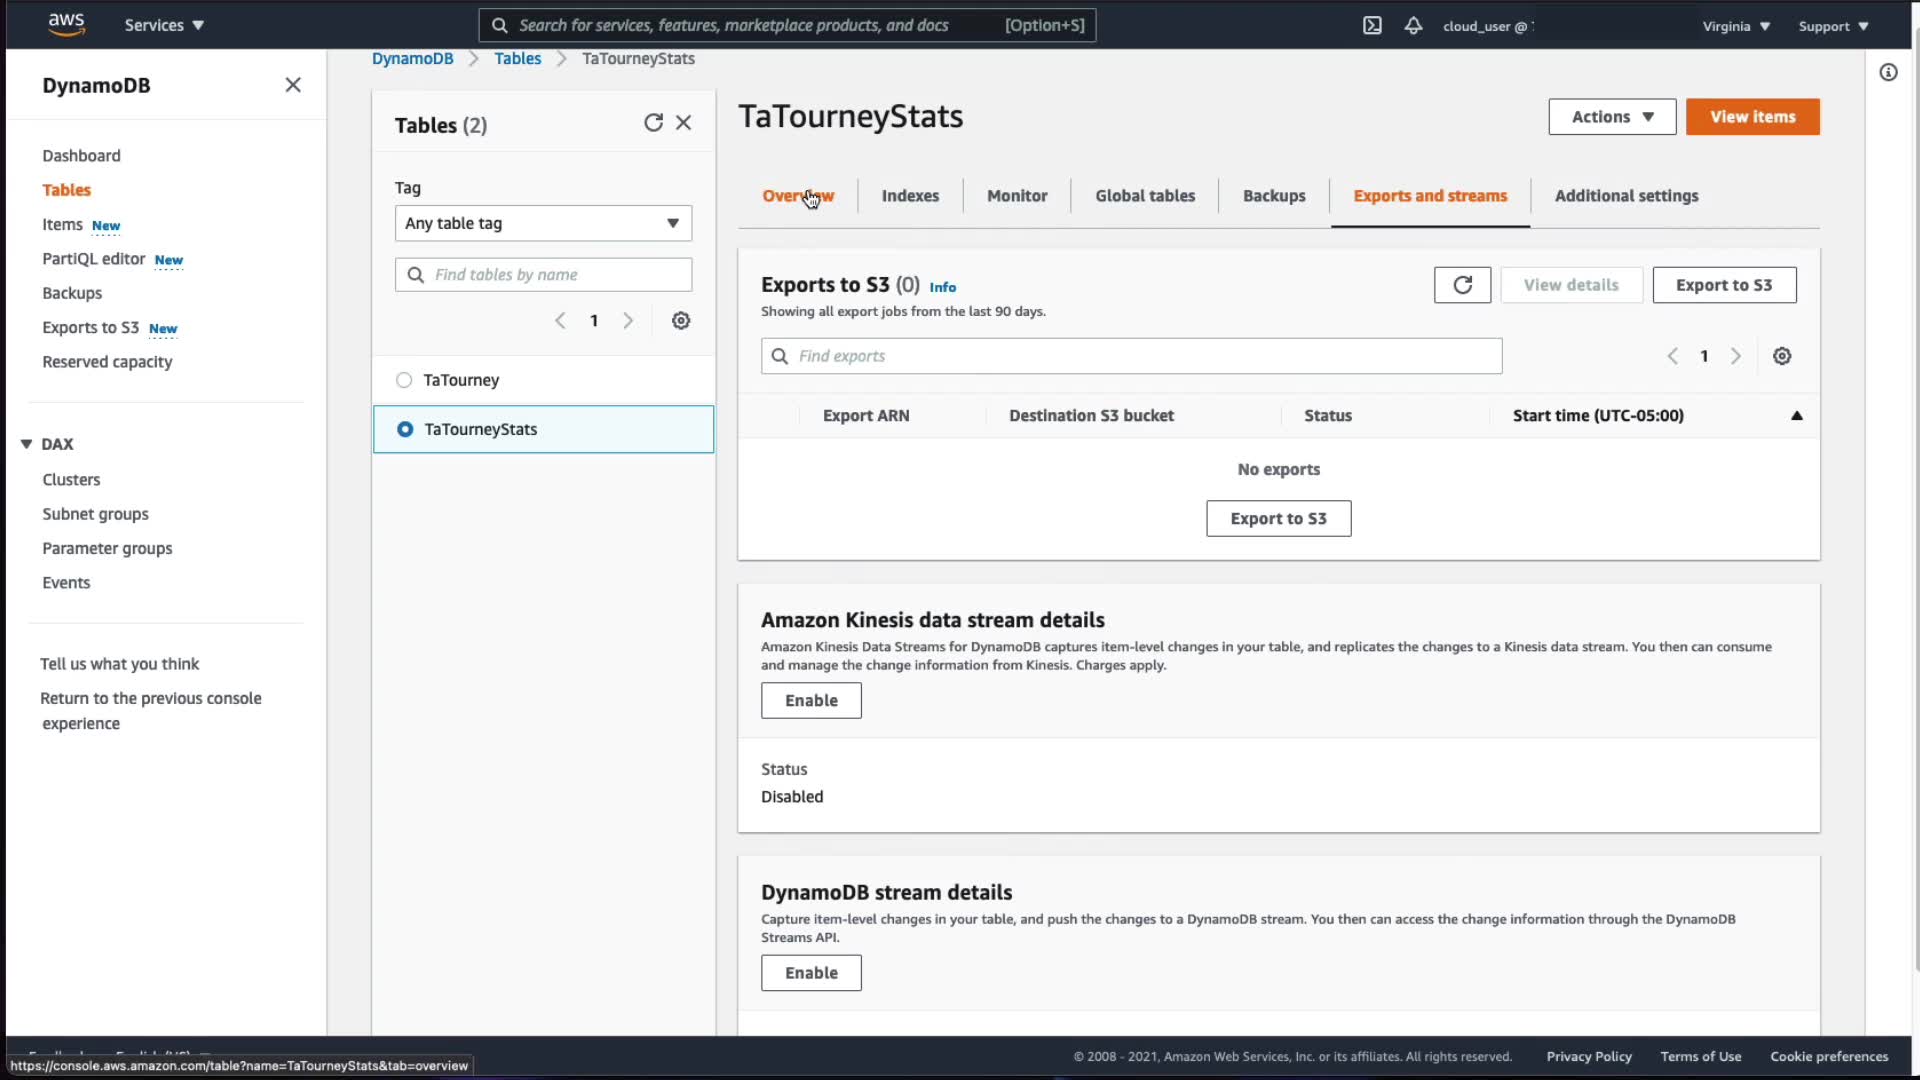 aws
Services ▼
Search for services, features, marketplace products, and docs [Option+S]
cloud_user @
Virginia ▼
Support ▼
DynamoDB
Dashboard
Tables
Items New
PartiQL editor New
Backups
Exports to S3 New
Reserved capacity
DAX
Clusters
Subnet groups
Parameter groups
Events
Tell us what you think
Return to the previous console
experience
DynamoDB > Tables > TaTourneyStats
Tables (2)
Tag
Any table tag
Find tables by name
1
TaTourney
TaTourneyStats
TaTourneyStats
Actions ▼
View items
Overview
Indexes
Monitor
Global tables
Backups
Exports and streams
Additional settings
Exports to S3 (0) Info
Showing all export jobs from the last 90 days.
View details
Export to S3
Find exports
1
Export ARN
Destination S3 bucket
Status
Start time (UTC-05:00)
No exports
Export to S3
Amazon Kinesis data stream details
Amazon Kinesis Data Streams for DynamoDB captures item-level changes in your table, and replicates the changes to a Kinesis data stream. You then can consume
and manage the change information from Kinesis. Charges apply.
Enable
Status
Disabled
DynamoDB stream details
Capture item-level changes in your table, and push the changes to a DynamoDB stream. You then can access the change information through the DynamoDB
Streams API.
Enable
https://console.aws.amazon.com/table?name=TaTourneyStats&tab=overview
© 2008 - 2021, Amazon Web Services, Inc. or its affiliates. All rights reserved.
Privacy Policy
Terms of Use
Cookie preferences